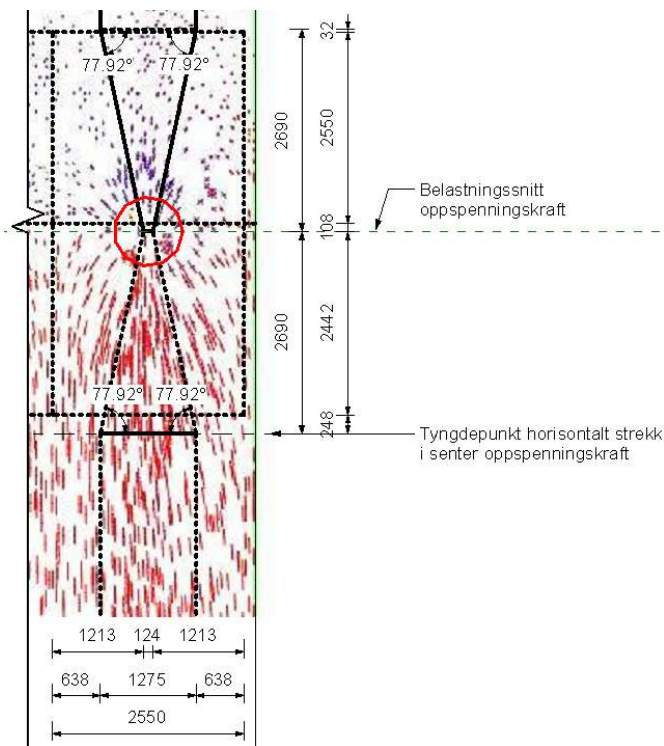 77.92° 77.92°
32
2690
2550
Belastningssnitt
oppspenningskraft
108
2690
2442
77.92° 77.92°
248
Tyngdepunkt horisontalt strekk
i senter oppspenningskraft
1213 124 1213
638 1275 638
2550